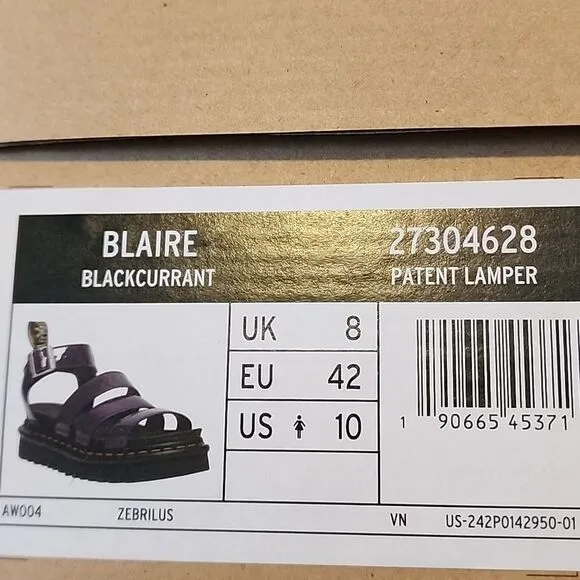 BLAIRE
BLACKCURRANT
27304628
PATENT LAMPER
UK 8
EU 42
US 10
1 90665 45371
AW004 ZEBRILUS VN US-242P0142950-01